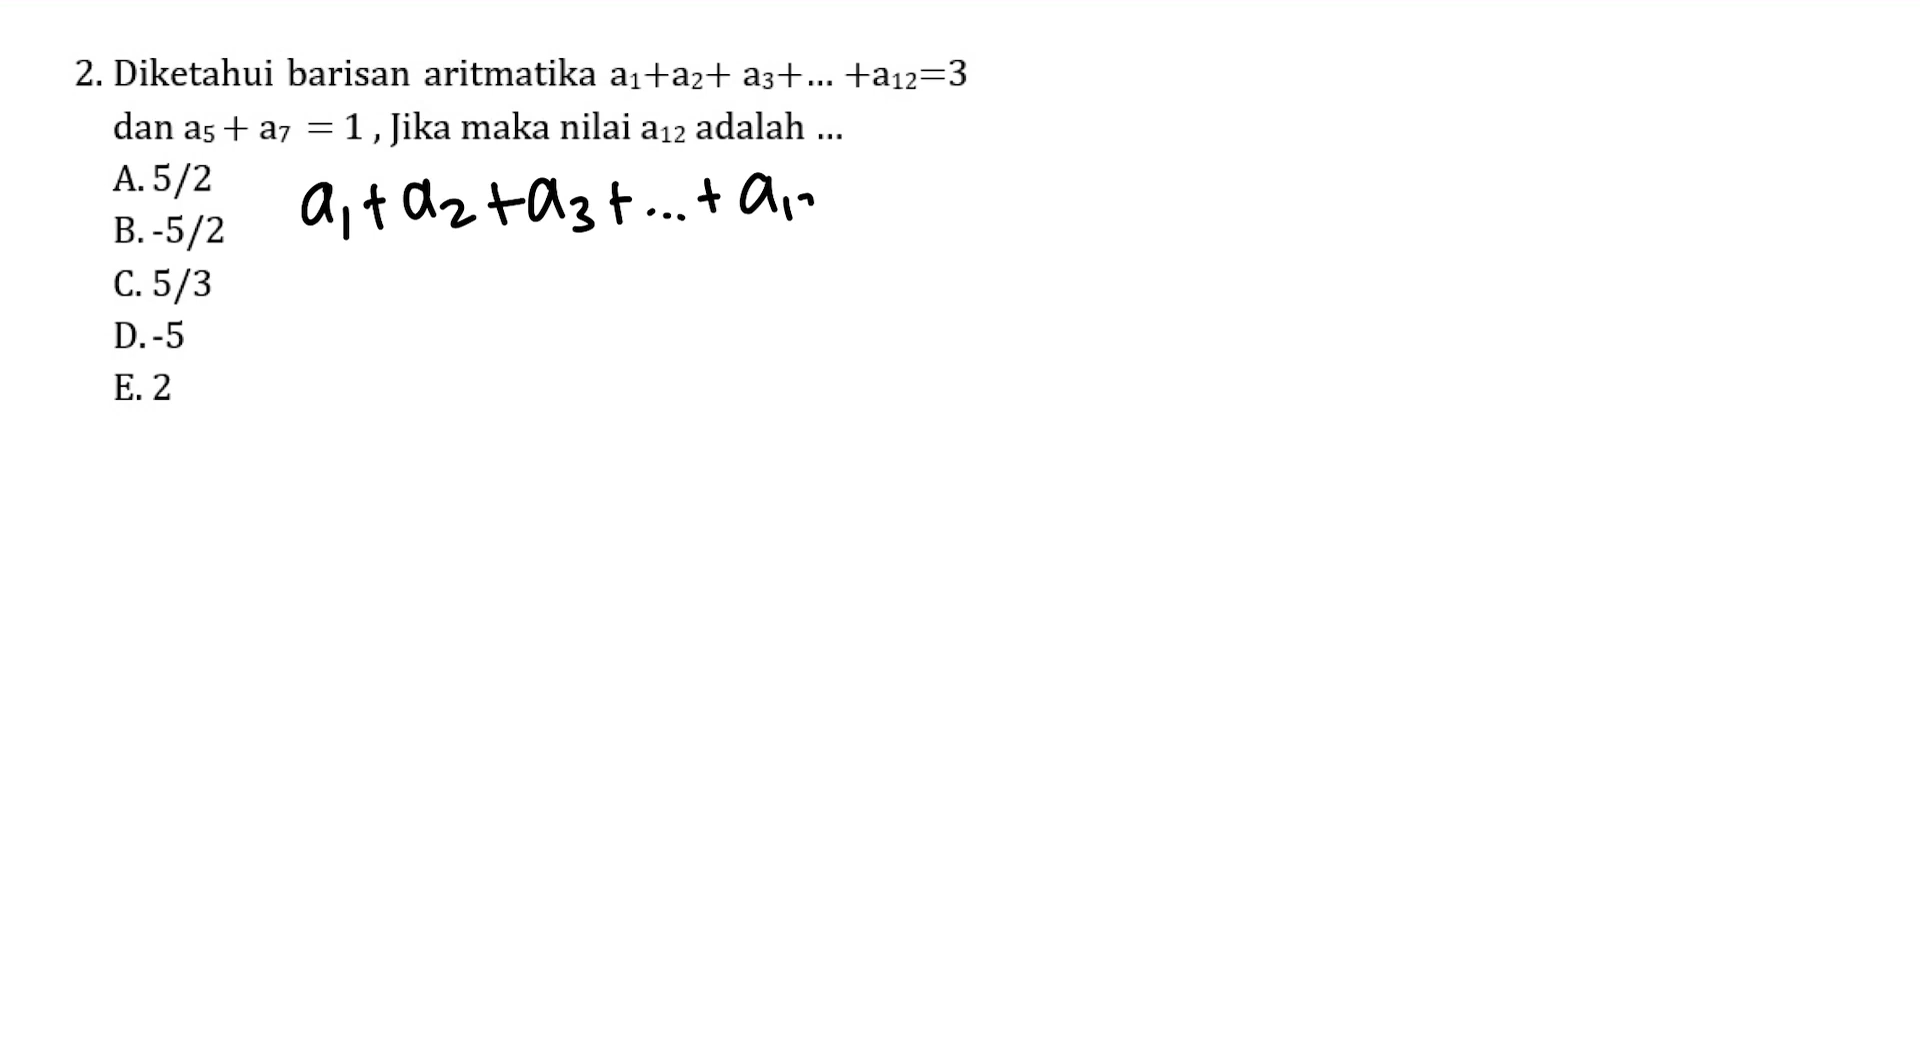 2. Diketahui barisan aritmatika a₁+a₂+ a₃+... +a₁₂=3
dan a₅ + a₇ = 1 , Jika maka nilai a₁₂ adalah ...
A. 5/2
B. -5/2
C. 5/3
D. -5
E. 2
a₁ + a₂ + a₃ + ... + a₁